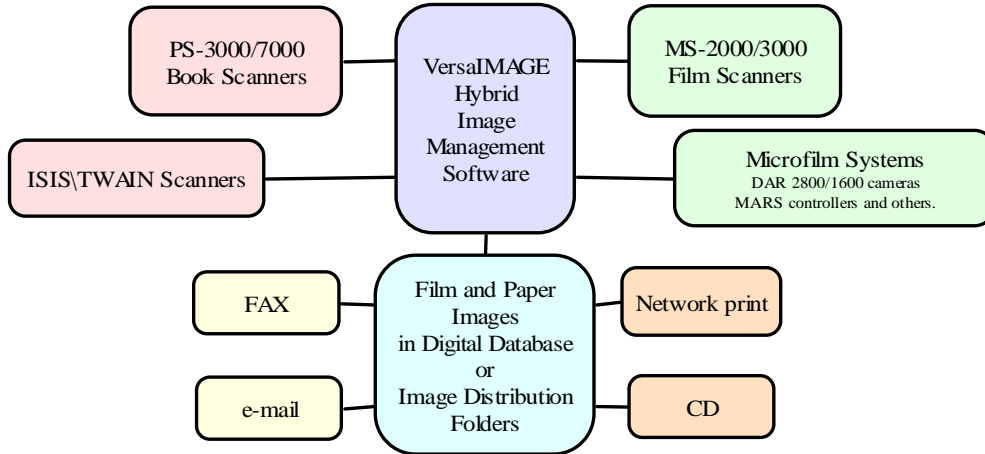 PS-3000/7000
Book Scanners
VersaIMAGE
Hybrid
Image
Management
Software
MS-2000/3000
Film Scanners
ISIS\TWAIN Scanners
Microfilm Systems
DAR 2800/1600 cameras
MARS controllers and others.
FAX
Film and Paper
Images
in Digital Database
or
Image Distribution
Folders
Network print
e-mail
CD